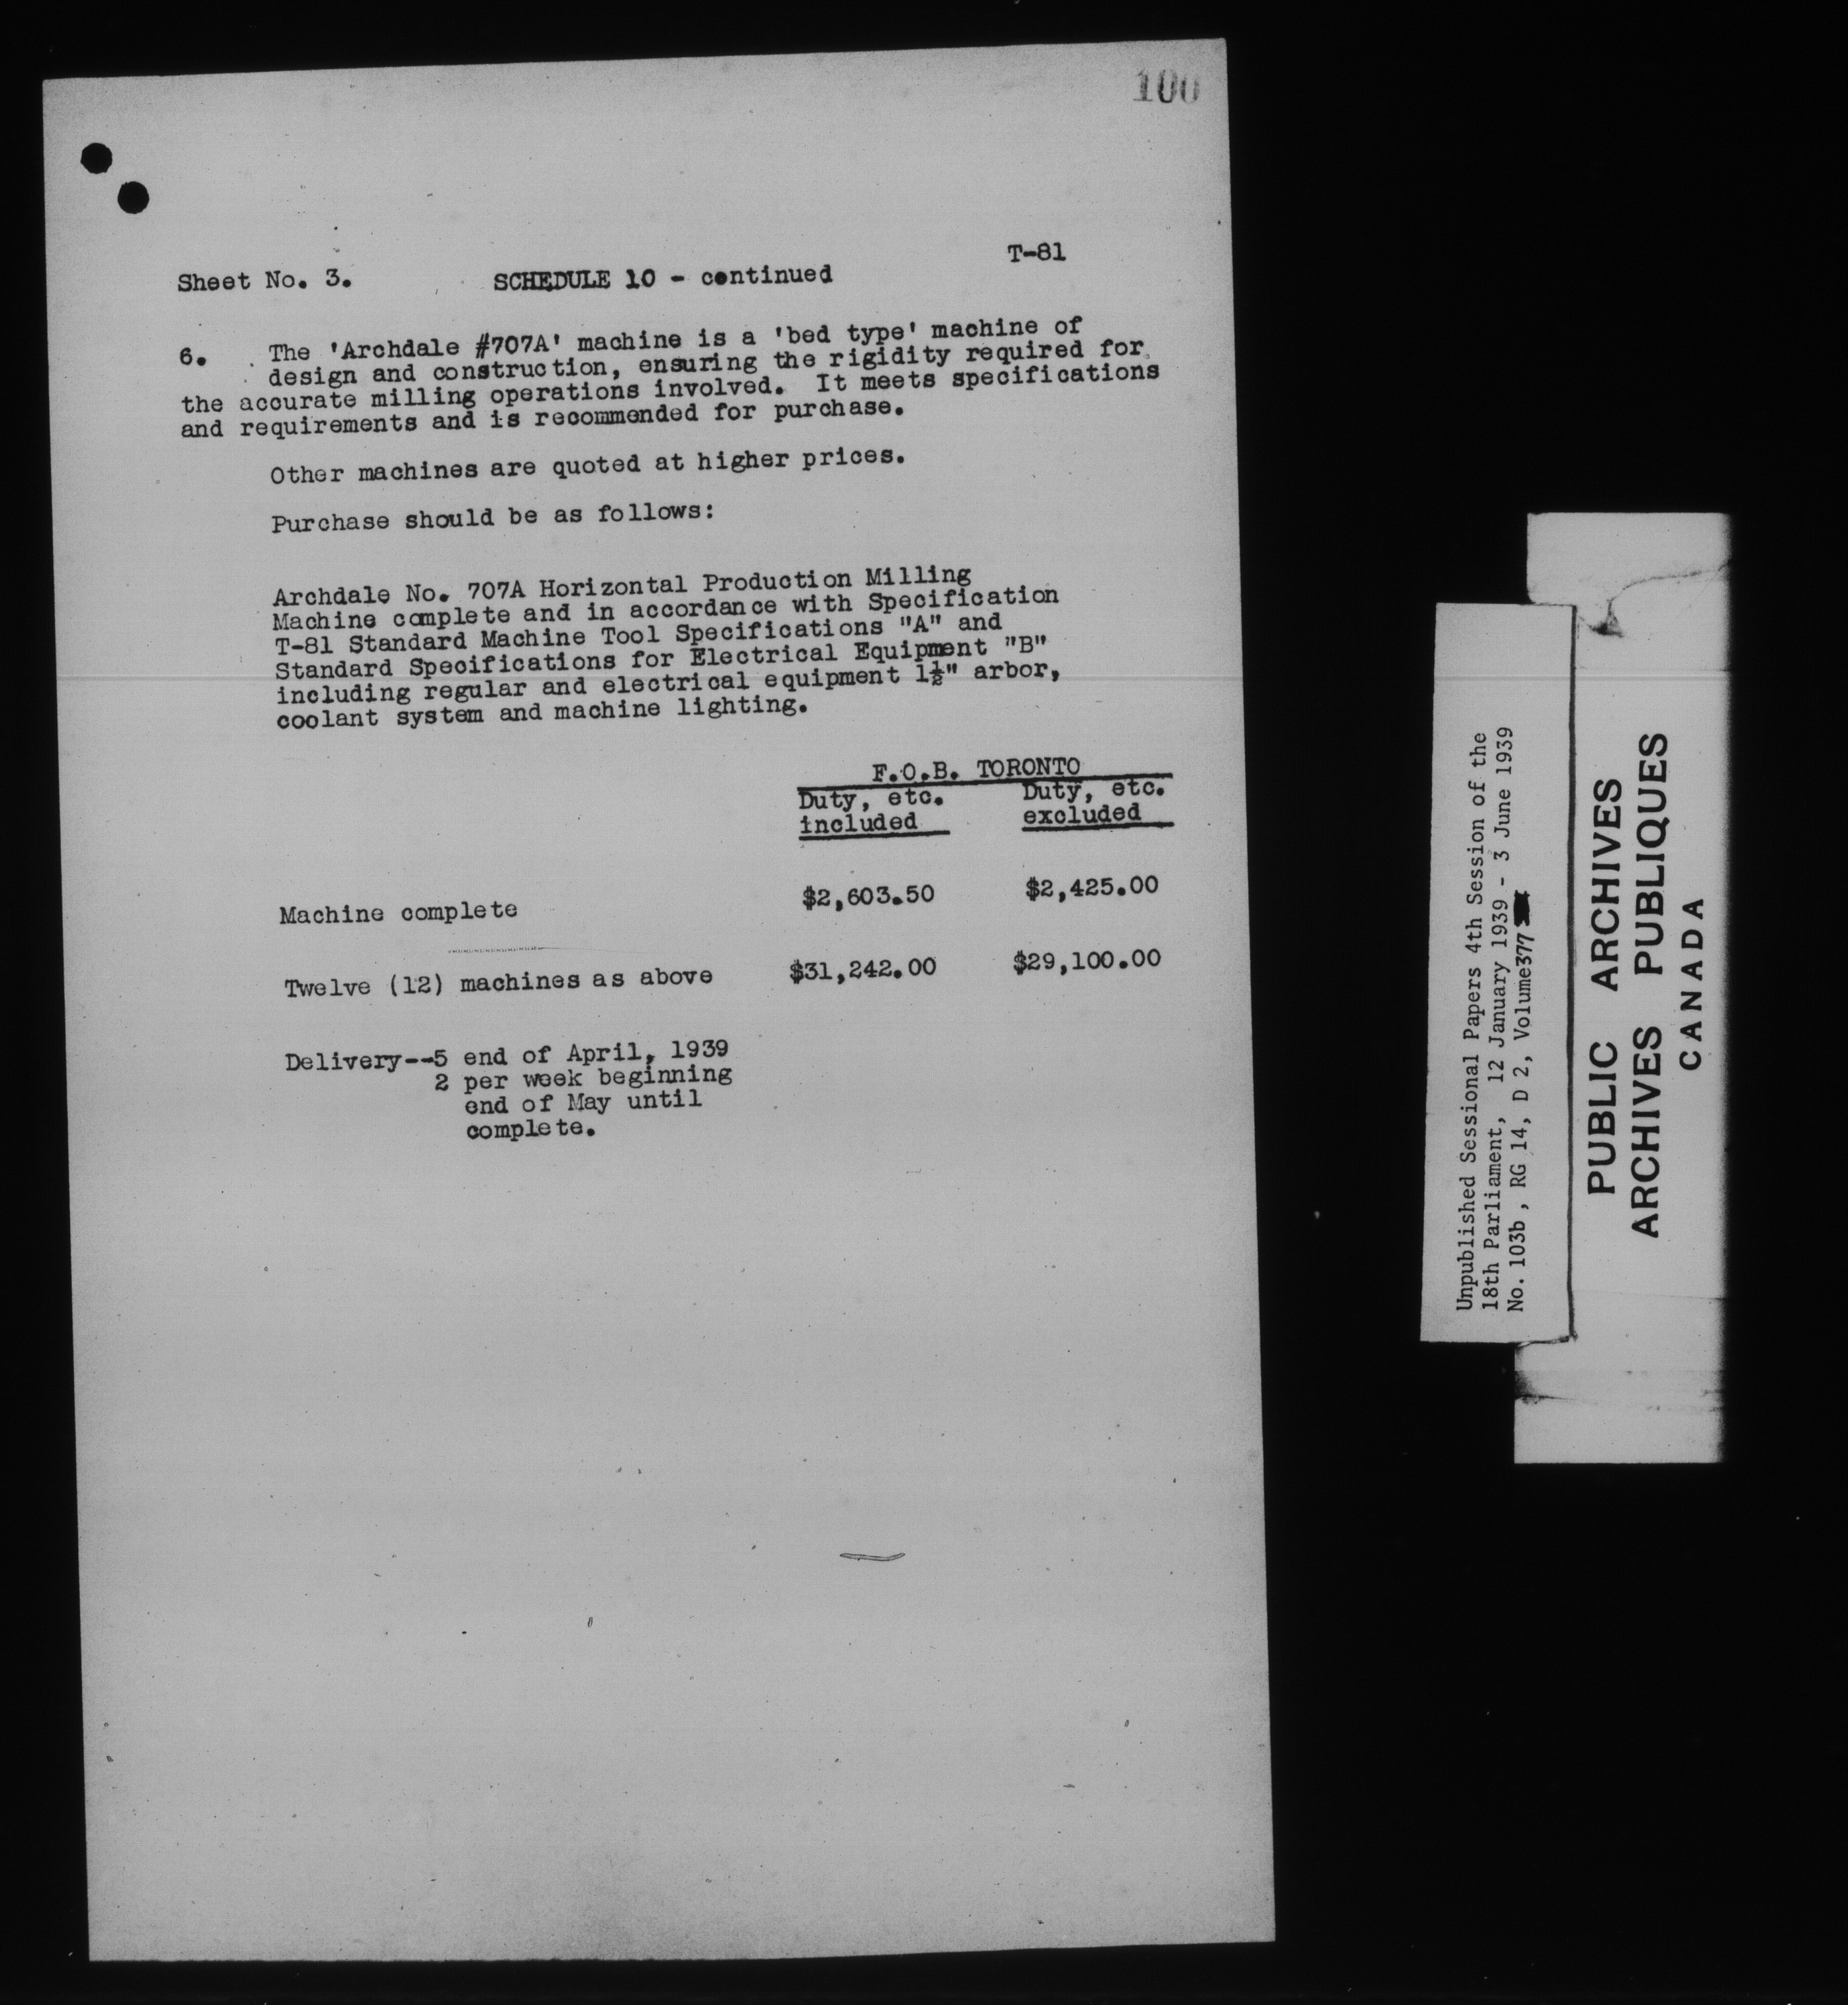 100
T-81
Sheet No. 3. SCHEDULE 10 - continued
6. The 'Archdale #707A' machine is a 'bed type' machine of
design and construction, ensuring the rigidity required for
the accurate milling operations involved. It meets specifications
and requirements and is recommended for purchase.
Other machines are quoted at higher prices.
Purchase should be as follows:
Archdale No. 707A Horizontal Production Milling
Machine complete and in accordance with Specification
T-81 Standard Machine Tool Specifications "A" and
Standard Specifications for Electrical Equipment "B"
including regular and electrical equipment 1½" arbor,
coolant system and machine lighting.
F.O.B. TORONTO
Duty, etc. Duty, etc.
included excluded
Machine complete $2,603.50 $2,425.00
Twelve (12) machines as above $31,242.00 $29,100.00
Delivery--5 end of April, 1939
2 per week beginning
end of May until
complete.
Unpublished Sessional Papers 4th Session of the
18th Parliament, 12 January 1939 - 3 June 1939
No. 103b, RG 14, D 2, Volume 377
PUBLIC ARCHIVES
ARCHIVES PUBLIQUES
CANADA